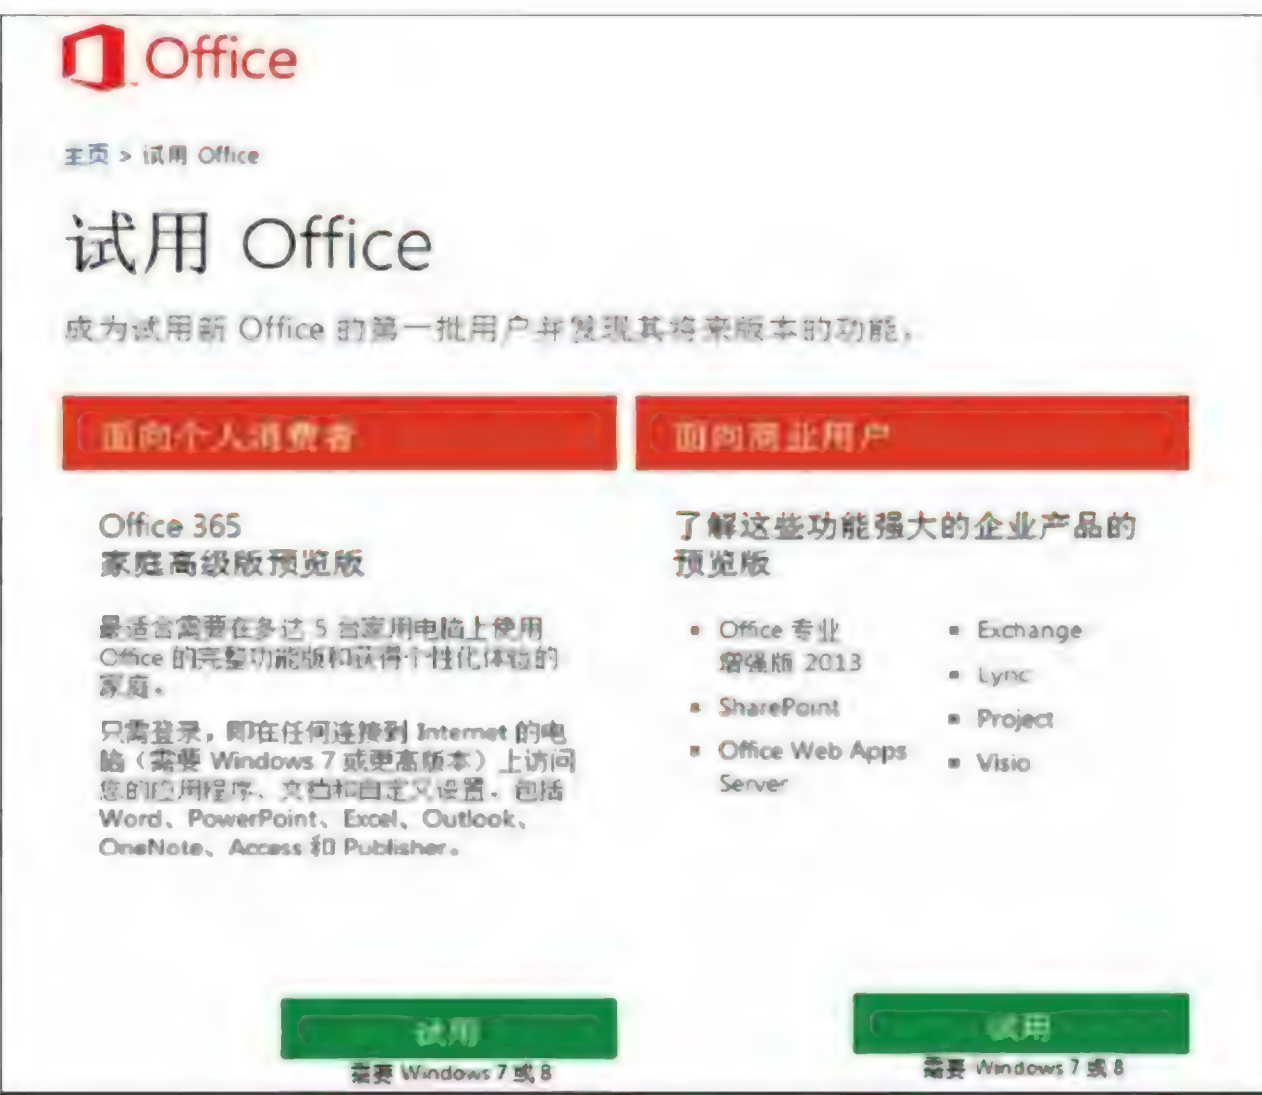 Office
主页 > 试用 Office
试用 Office
成为试用新 Office 的第一批用户并发现其将来版本的功能。
面向个人消费者
Office 365
家庭高级版预览版
最适合需要在多达 5 台家用电脑上使用
Office 的完整功能版和获得个性化体验的
家庭。
只需登录，即在任何连接到 Internet 的电
脑（需要 Windows 7 或更高版本）上访问
您的应用程序、文档和自定义设置。包括
Word、PowerPoint、Excel、Outlook、
OneNote、Access 和 Publisher。
试用
需要 Windows 7 或 8
面向商业用户
了解这些功能强大的企业产品的
预览版
▪ Office 专业
增强版 2013
▪ SharePoint
▪ Office Web Apps
Server
▪ Exchange
▪ Lync
▪ Project
▪ Visio
试用
需要 Windows 7 或 8